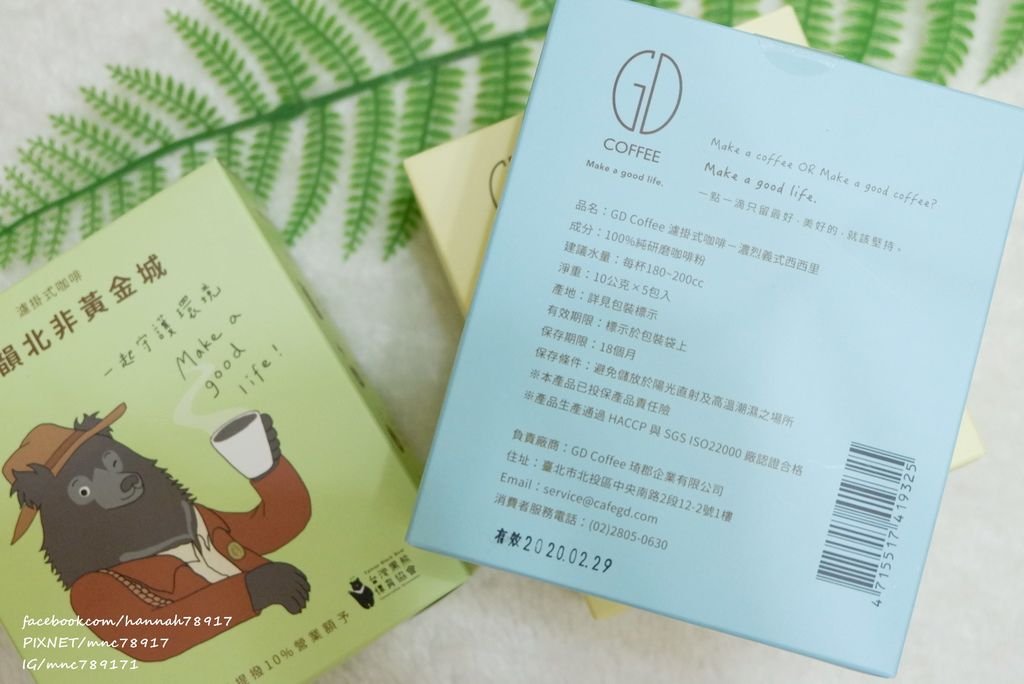 GD
COFFEE
Make a good life.
Make a coffee OR Make a good coffee?
Make a good life.
一點一滴只留最好，美好的，就該堅持。
品名：GD Coffee 濾掛式咖啡－濃烈義式西西里
成分：100%純研磨咖啡粉
建議水量：每杯180~200cc
淨重：10公克×5包入
產地：詳見包裝標示
有效期限：標示於包裝袋上
保存期限：18個月
保存條件：避免儲放於陽光直射及高溫潮濕之場所
※本產品已投保產品責任險
※產品生產通過 HACCP 與 SGS ISO22000 廠認證合格
負責廠商：GD Coffee 琦郡企業有限公司
住址：臺北市北投區中央南路2段12-2號1樓
Email：service@cafegd.com
消費者服務電話：(02)2805-0630
有效2020.02.29
4715517419325
濾掛式咖啡
韻北非黃金城
一起守護環境
Make a
good
life!
台灣黑熊
保育協會
提撥10%營業額予
facebookcom/hannah78917
PIXNET/mnc78917
IG/mnc789171